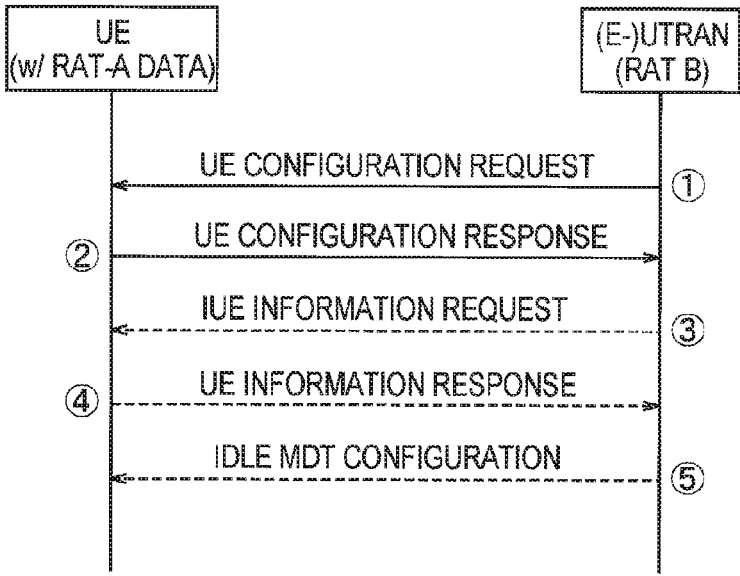 UE
(w/ RAT-A DATA)
(E-)UTRAN
(RAT B)
UE CONFIGURATION REQUEST
①
②
UE CONFIGURATION RESPONSE
IUE INFORMATION REQUEST
③
④
UE INFORMATION RESPONSE
IDLE MDT CONFIGURATION
⑤